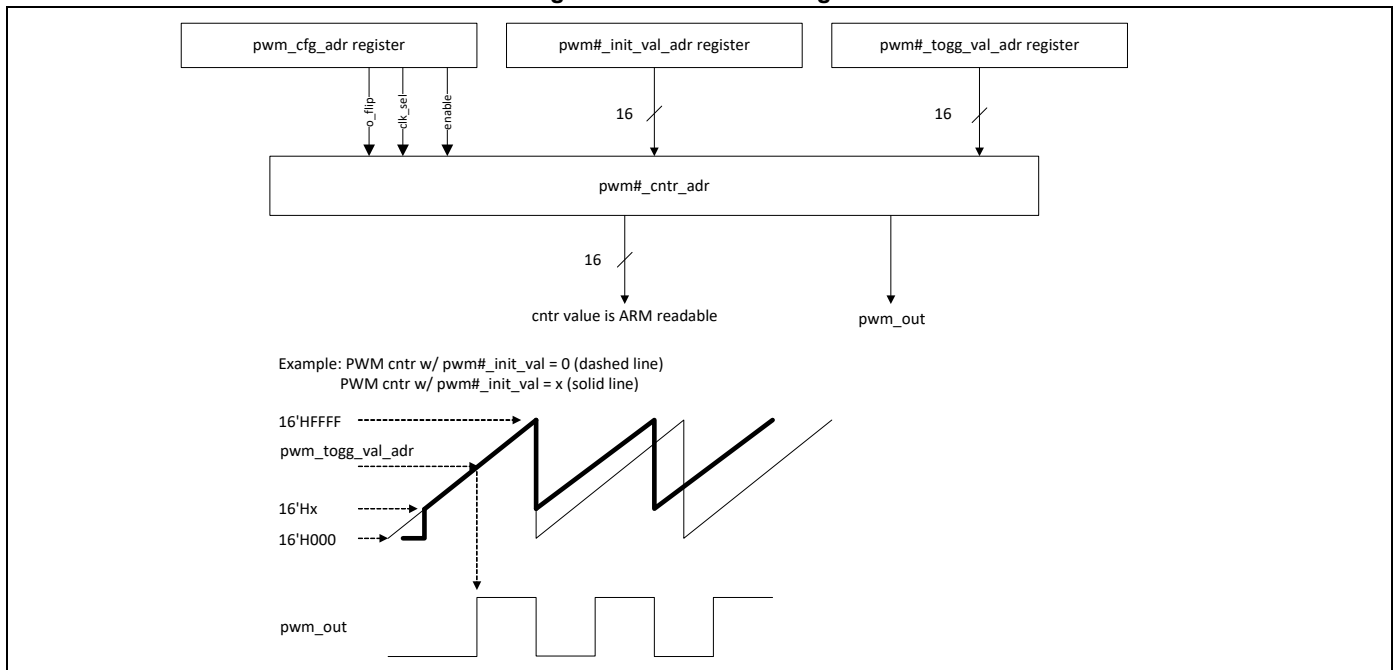 pwm_cfg_adr register
pwm#_init_val_adr register
pwm#_togg_val_adr register
o_flip
clk_sel
enable
16
16
pwm#_cntr_adr
16
cntr value is ARM readable
pwm_out
Example: PWM cntr w/ pwm#_init_val = 0 (dashed line)
PWM cntr w/ pwm#_init_val = x (solid line)
16'HFFFF
pwm_togg_val_adr
16'Hx
16'H000
pwm_out